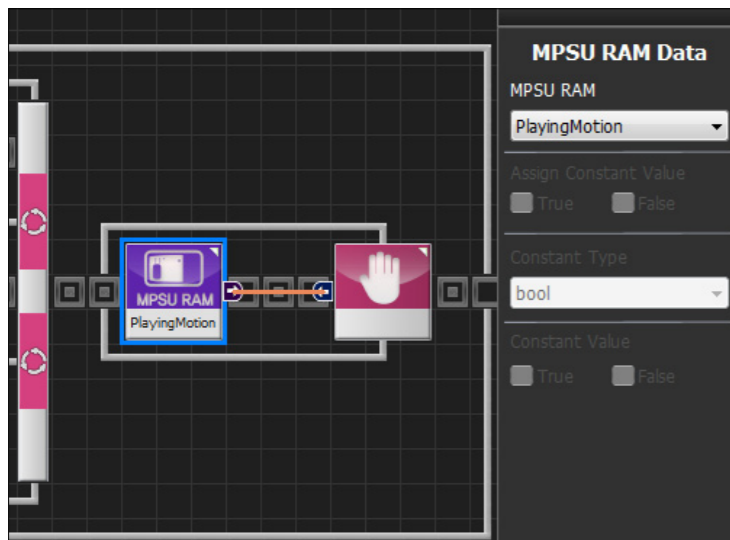 MPSU RAM
PlayingMotion
MPSU RAM Data
MPSU RAM
PlayingMotion
Assign Constant Value
True
False
Constant Type
bool
Constant Value
True
False